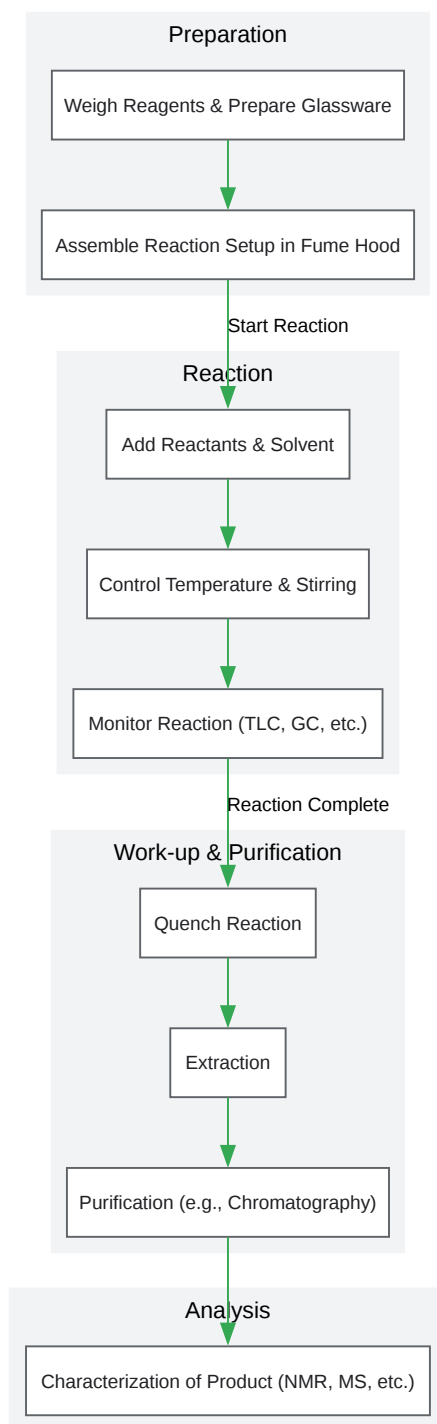 Preparation
Weigh Reagents & Prepare Glassware
Assemble Reaction Setup in Fume Hood
Start Reaction
Reaction
Add Reactants & Solvent
Control Temperature & Stirring
Monitor Reaction (TLC, GC, etc.)
Reaction Complete
Work-up & Purification
Quench Reaction
Extraction
Purification (e.g., Chromatography)
Analysis
Characterization of Product (NMR, MS, etc.)